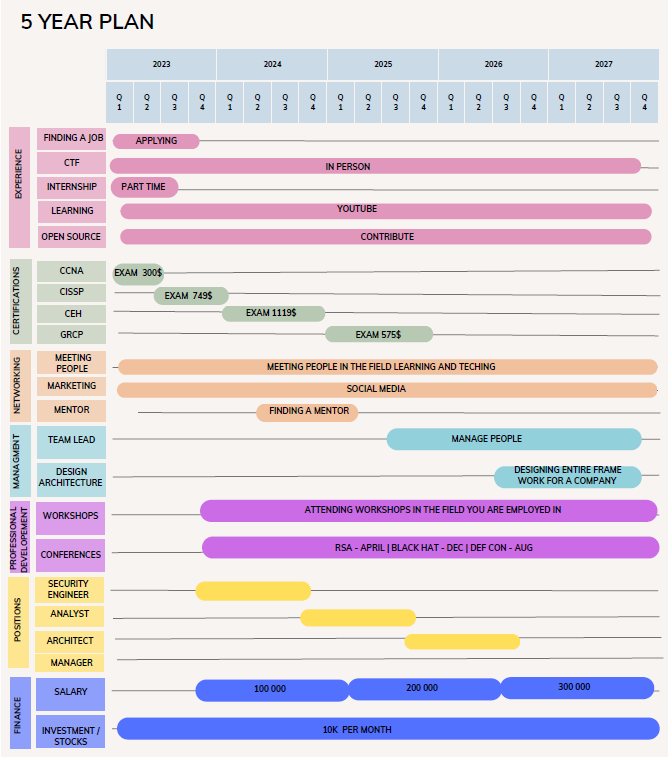 5 YEAR PLAN
2023 2024 2025 2026 2027
Q Q Q Q Q Q Q Q Q Q Q Q Q Q Q Q Q Q Q Q
1 2 3 4 1 2 3 4 1 2 3 4 1 2 3 4 1 2 3 4
EXPERIENCE
FINDING A JOB APPLYING
CTF IN PERSON
INTERNSHIP PART TIME
LEARNING YOUTUBE
OPEN SOURCE CONTRIBUTE
CERTIFICATIONS
CCNA EXAM 300$
CISSP EXAM 749$
CEH EXAM 1119$
GRCP EXAM 575$
NETWORKING
MEETING
PEOPLE
MEETING PEOPLE IN THE FIELD LEARNING AND TECHING
MARKETING SOCIAL MEDIA
MENTOR FINDING A MENTOR
MANAGMENT
TEAM LEAD MANAGE PEOPLE
DESIGN
ARCHITECTURE
DESIGNING ENTIRE FRAME
WORK FOR A COMPANY
PROFESSIONAL
DEVELOPEMENT
WORKSHOPS ATTENDING WORKSHOPS IN THE FIELD YOU ARE EMPLOYED IN
CONFERENCES RSA - APRIL | BLACK HAT - DEC | DEF CON - AUG
POSITIONS
SECURITY
ENGINEER
ANALYST
ARCHITECT
MANAGER
FINANCE
SALARY 100 000 200 000 300 000
INVESTMENT /
STOCKS
10K PER MONTH